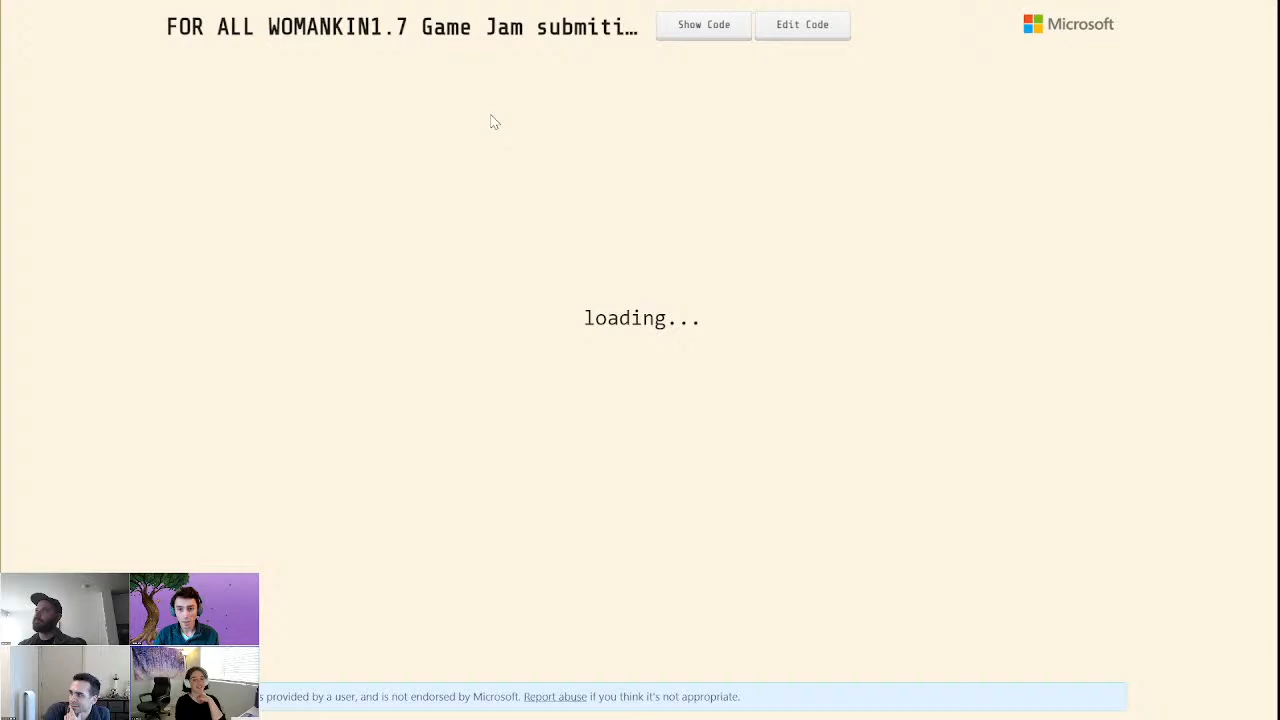 FOR ALL WOMANKIN1.7 Game Jam submiti…
Show Code
Edit Code
Microsoft
loading...
s provided by a user, and is not endorsed by Microsoft. Report abuse if you think it's not appropriate.